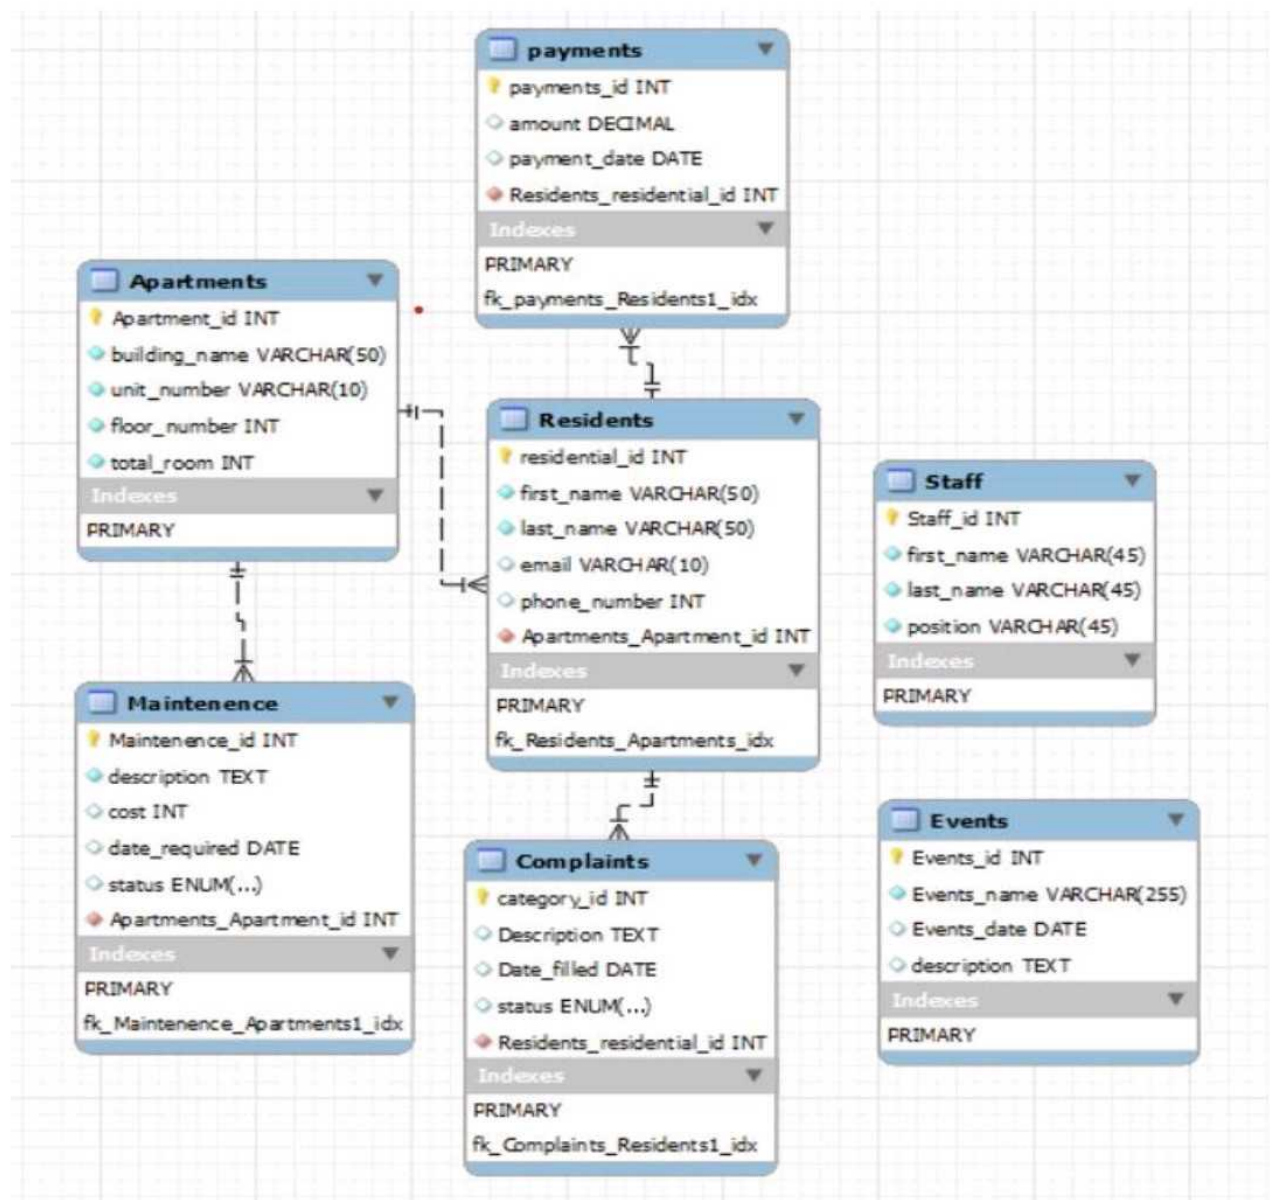 payments
payments_id INT
amount DECIMAL
payment_date DATE
Residents_residential_id INT
Indexes
PRIMARY
fk_payments_Residents1_idx
Apartments
Apartment_id INT
building_name VARCHAR(50)
unit_number VARCHAR(10)
floor_number INT
total_room INT
Indexes
PRIMARY
Residents
residential_id INT
first_name VARCHAR(50)
last_name VARCHAR(50)
email VARCHAR(10)
phone_number INT
Apartments_Apartment_id INT
Indexes
PRIMARY
fk_Residents_Apartments_idx
Staff
Staff_id INT
first_name VARCHAR(45)
last_name VARCHAR(45)
position VARCHAR(45)
Indexes
PRIMARY
Maintenence
Maintenence_id INT
description TEXT
cost INT
date_required DATE
status ENUM(...)
Apartments_Apartment_id INT
Indexes
PRIMARY
fk_Maintenence_Apartments1_idx
Complaints
category_id INT
Description TEXT
Date_filled DATE
status ENUM(...)
Residents_residential_id INT
Indexes
PRIMARY
fk_Complaints_Residents1_idx
Events
Events_id INT
Events_name VARCHAR(255)
Events_date DATE
description TEXT
Indexes
PRIMARY